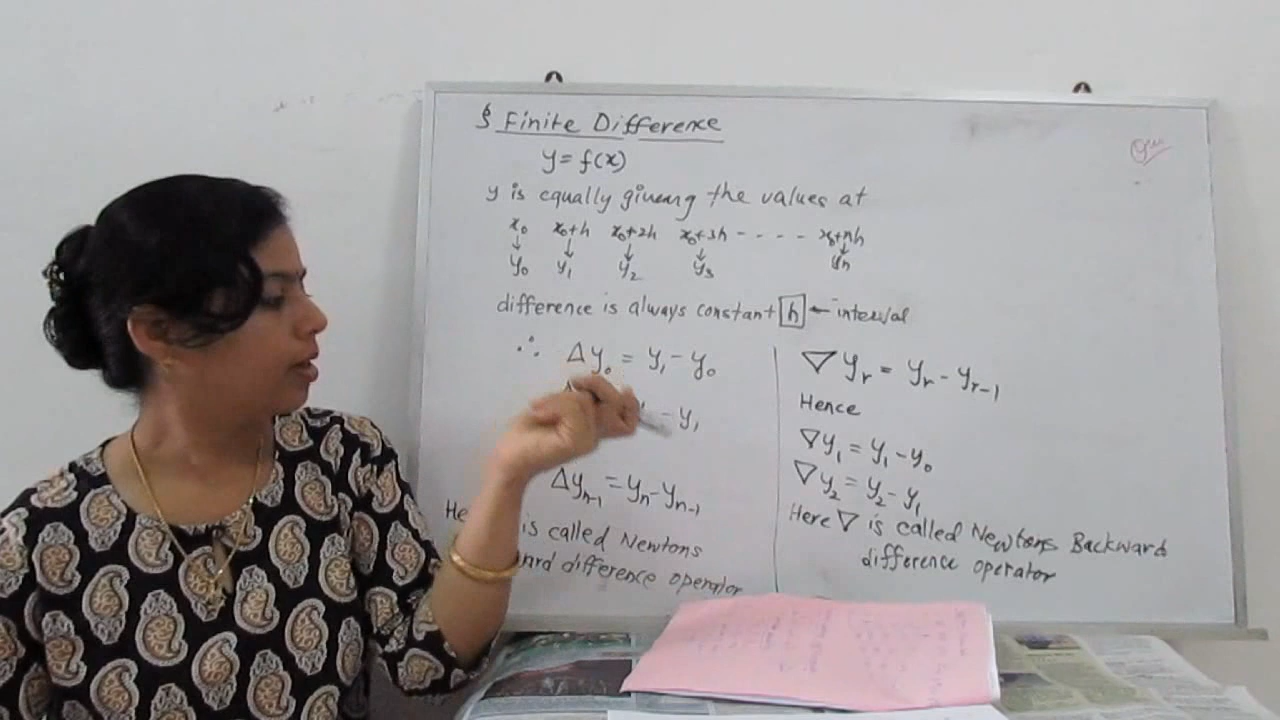 § Finite Difference
y = f(x)
y is equally giving the values at
x₀ x₀+h x₀+2h x₀+3h - - - - x₀+nh
↓ ↓ ↓ ↓ ↓
y₀ y₁ y₂ y₃ yₙ
difference is always constant h ← interval
∴ Δy₀ = y₁ - y₀
- y₁
Δyₙ₋₁ = yₙ - yₙ₋₁
is called Newtons
difference operator
∇yᵣ = yᵣ - yᵣ₋₁
Hence
∇y₁ = y₁ - y₀
∇y₂ = y₂ - y₁
Here ∇ is called Newtons Backward
difference operator